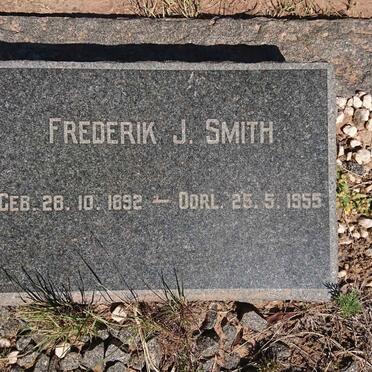 FREDERIK J. SMITH
GEB. 28. 10. 1892 — OORL. 25. 5. 1955